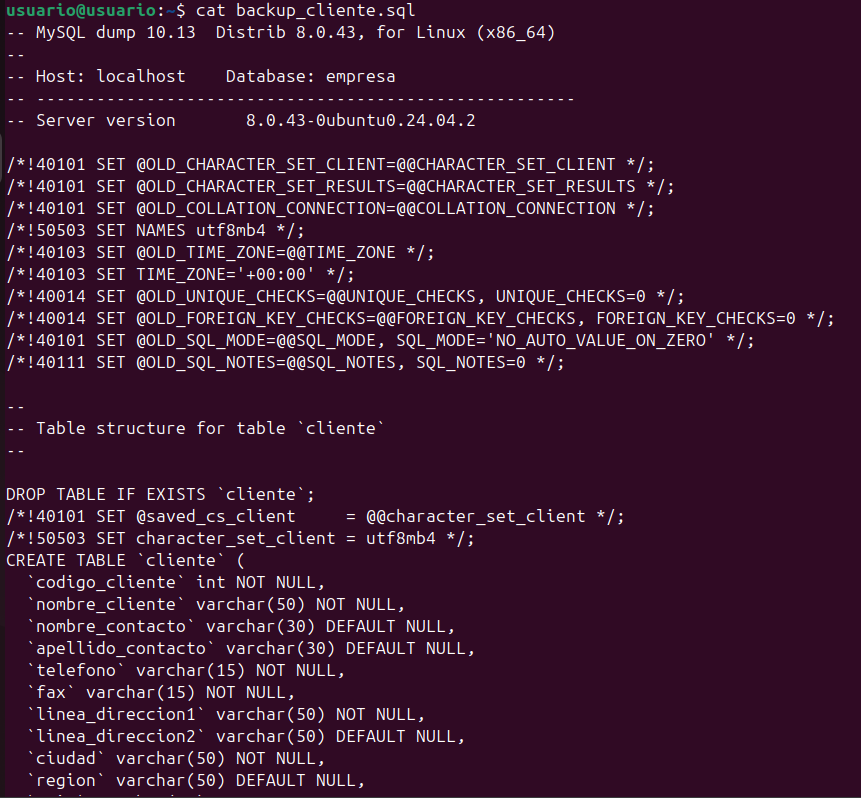 usuario@usuario:~$ cat backup_cliente.sql
-- MySQL dump 10.13  Distrib 8.0.43, for Linux (x86_64)
--
-- Host: localhost    Database: empresa
-- ------------------------------------------------------
-- Server version       8.0.43-0ubuntu0.24.04.2

/*!40101 SET @OLD_CHARACTER_SET_CLIENT=@@CHARACTER_SET_CLIENT */;
/*!40101 SET @OLD_CHARACTER_SET_RESULTS=@@CHARACTER_SET_RESULTS */;
/*!40101 SET @OLD_COLLATION_CONNECTION=@@COLLATION_CONNECTION */;
/*!50503 SET NAMES utf8mb4 */;
/*!40103 SET @OLD_TIME_ZONE=@@TIME_ZONE */;
/*!40103 SET TIME_ZONE='+00:00' */;
/*!40014 SET @OLD_UNIQUE_CHECKS=@@UNIQUE_CHECKS, UNIQUE_CHECKS=0 */;
/*!40014 SET @OLD_FOREIGN_KEY_CHECKS=@@FOREIGN_KEY_CHECKS, FOREIGN_KEY_CHECKS=0 */;
/*!40101 SET @OLD_SQL_MODE=@@SQL_MODE, SQL_MODE='NO_AUTO_VALUE_ON_ZERO' */;
/*!40111 SET @OLD_SQL_NOTES=@@SQL_NOTES, SQL_NOTES=0 */;

--
-- Table structure for table `cliente`
--

DROP TABLE IF EXISTS `cliente`;
/*!40101 SET @saved_cs_client     = @@character_set_client */;
/*!50503 SET character_set_client = utf8mb4 */;
CREATE TABLE `cliente` (
  `codigo_cliente` int NOT NULL,
  `nombre_cliente` varchar(50) NOT NULL,
  `nombre_contacto` varchar(30) DEFAULT NULL,
  `apellido_contacto` varchar(30) DEFAULT NULL,
  `telefono` varchar(15) NOT NULL,
  `fax` varchar(15) NOT NULL,
  `linea_direccion1` varchar(50) NOT NULL,
  `linea_direccion2` varchar(50) DEFAULT NULL,
  `ciudad` varchar(50) NOT NULL,
  `region` varchar(50) DEFAULT NULL,